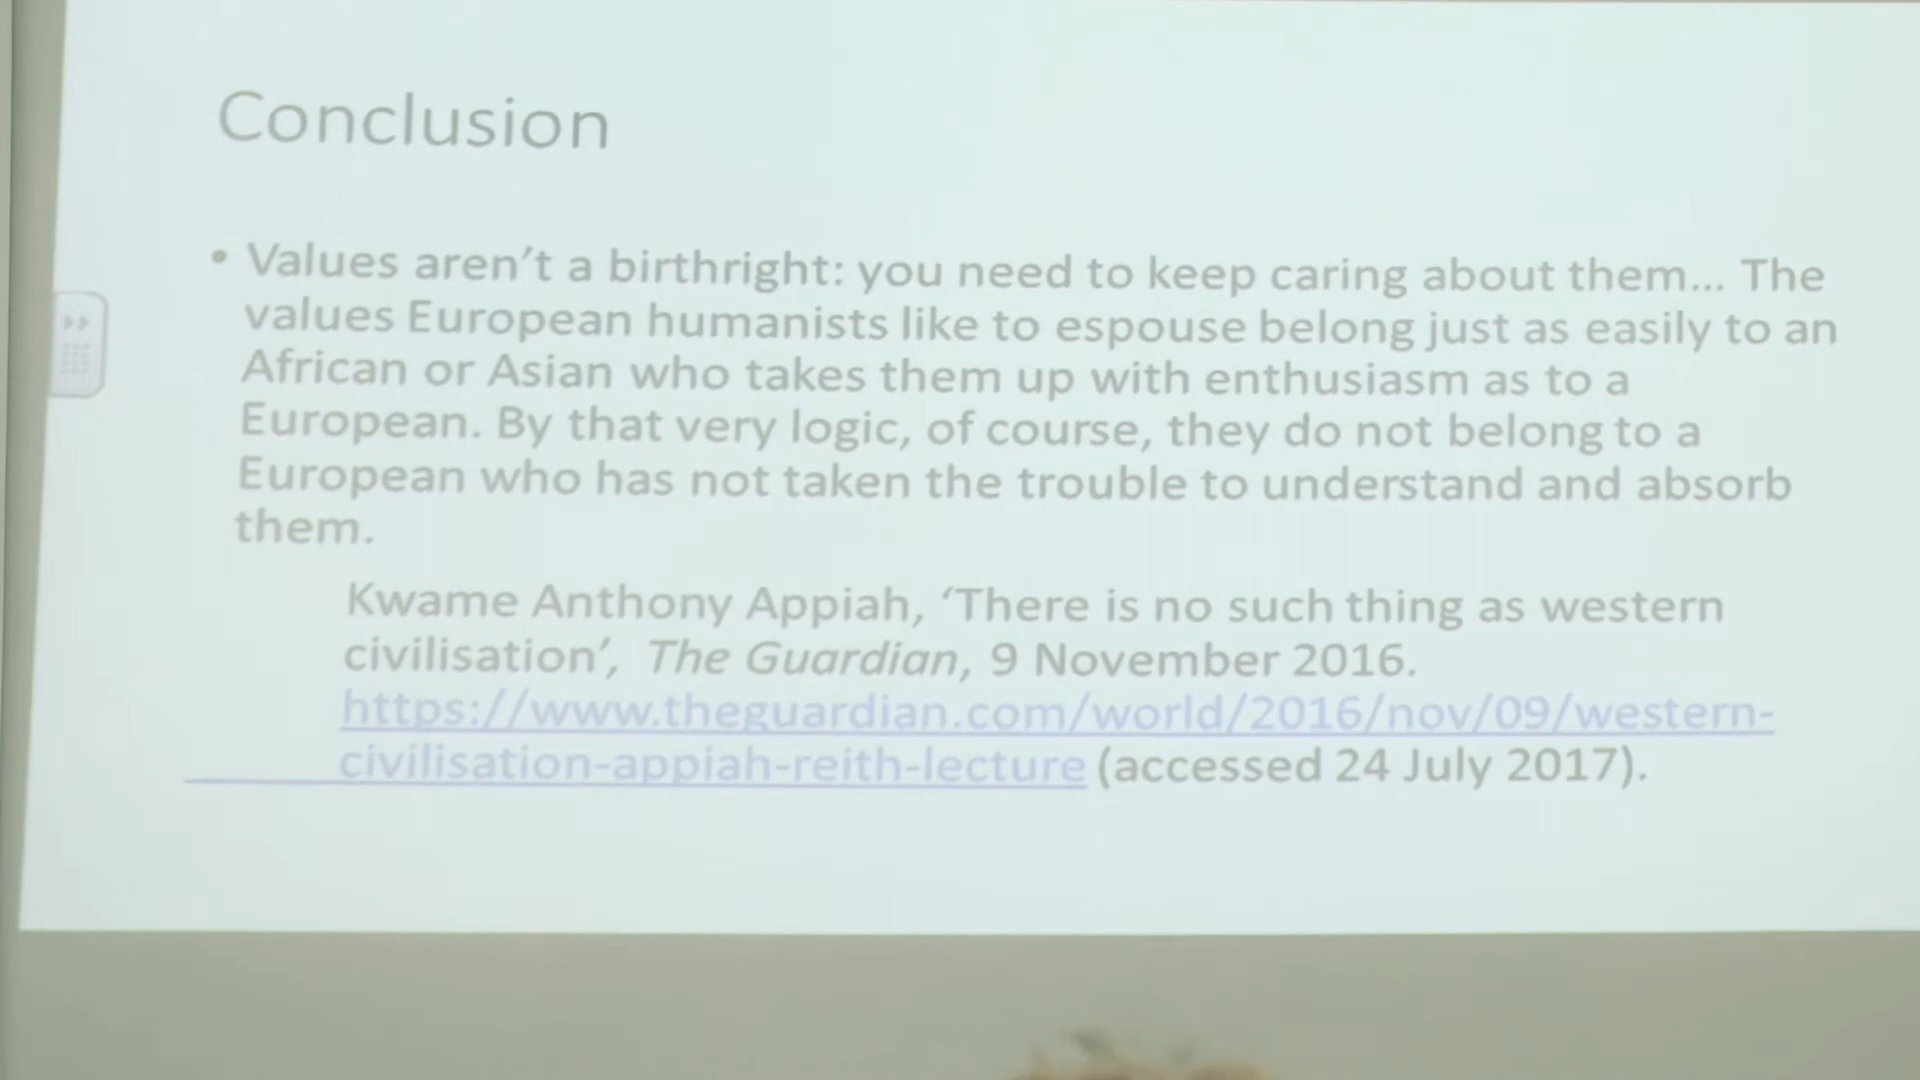 Conclusion
• Values aren't a birthright: you need to keep caring about them... The
values European humanists like to espouse belong just as easily to an
African or Asian who takes them up with enthusiasm as to a
European. By that very logic, of course, they do not belong to a
European who has not taken the trouble to understand and absorb
them.
Kwame Anthony Appiah, ‘There is no such thing as western
civilisation’, The Guardian, 9 November 2016.
https://www.theguardian.com/world/2016/nov/09/western-
civilisation-appiah-reith-lecture (accessed 24 July 2017).